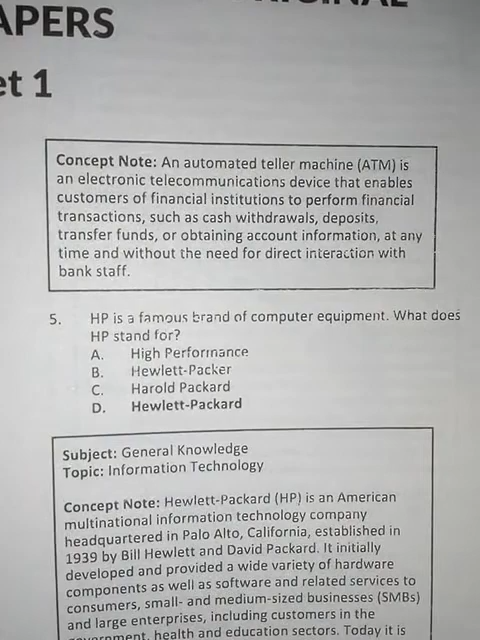 APERS
et 1
Concept Note: An automated teller machine (ATM) is
an electronic telecommunications device that enables
customers of financial institutions to perform financial
transactions, such as cash withdrawals, deposits,
transfer funds, or obtaining account information, at any
time and without the need for direct interaction with
bank staff.
5. HP is a famous brand of computer equipment. What does
HP stand for?
A. High Performance
B. Hewlett-Packer
C. Harold Packard
D. Hewlett-Packard
Subject: General Knowledge
Topic: Information Technology
Concept Note: Hewlett-Packard (HP) is an American
multinational information technology company
headquartered in Palo Alto, California, established in
1939 by Bill Hewlett and David Packard. It initially
developed and provided a wide variety of hardware
components as well as software and related services to
consumers, small- and medium-sized businesses (SMBs)
and large enterprises, including customers in the
health and education sectors. Today it is